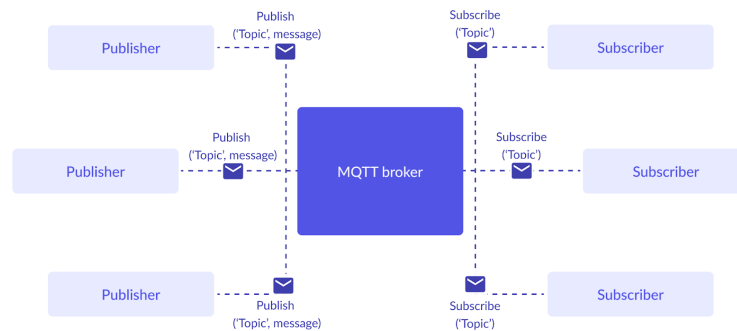 Publish
(‘Topic’, message)
Subscribe
(‘Topic’)
Publisher
Subscriber
Publish
(‘Topic’, message)
Subscribe
(‘Topic’)
Publisher
MQTT broker
Subscriber
Publisher
Subscriber
Publish
(‘Topic’, message)
Subscribe
(‘Topic’)